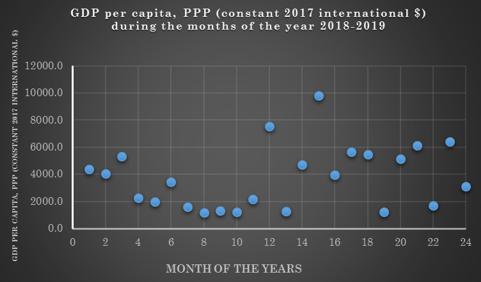 GDP per capita, PPP (constant 2017 international $)
during the months of the year 2018-2019
GDP PER CAPITA, PPP (CONSTANT 2017 INTERNATIONAL $)
12000.0
10000.0
8000.0
6000.0
4000.0
2000.0
0.0
0 2 4 6 8 10 12 14 16 18 20 22 24
MONTH OF THE YEARS